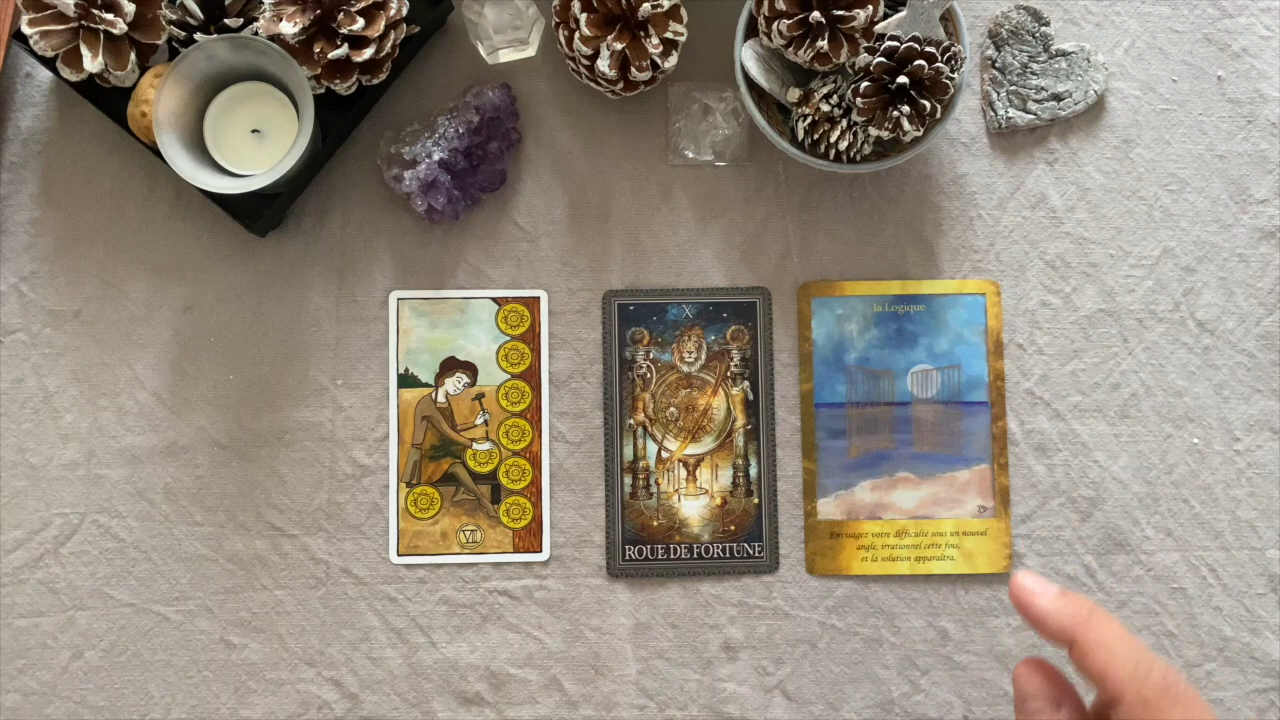 X
ROUE DE FORTUNE
la Logique
Envisagez votre difficulté sous un nouvel
angle, irrationnel cette fois,
et la solution apparaîtra.